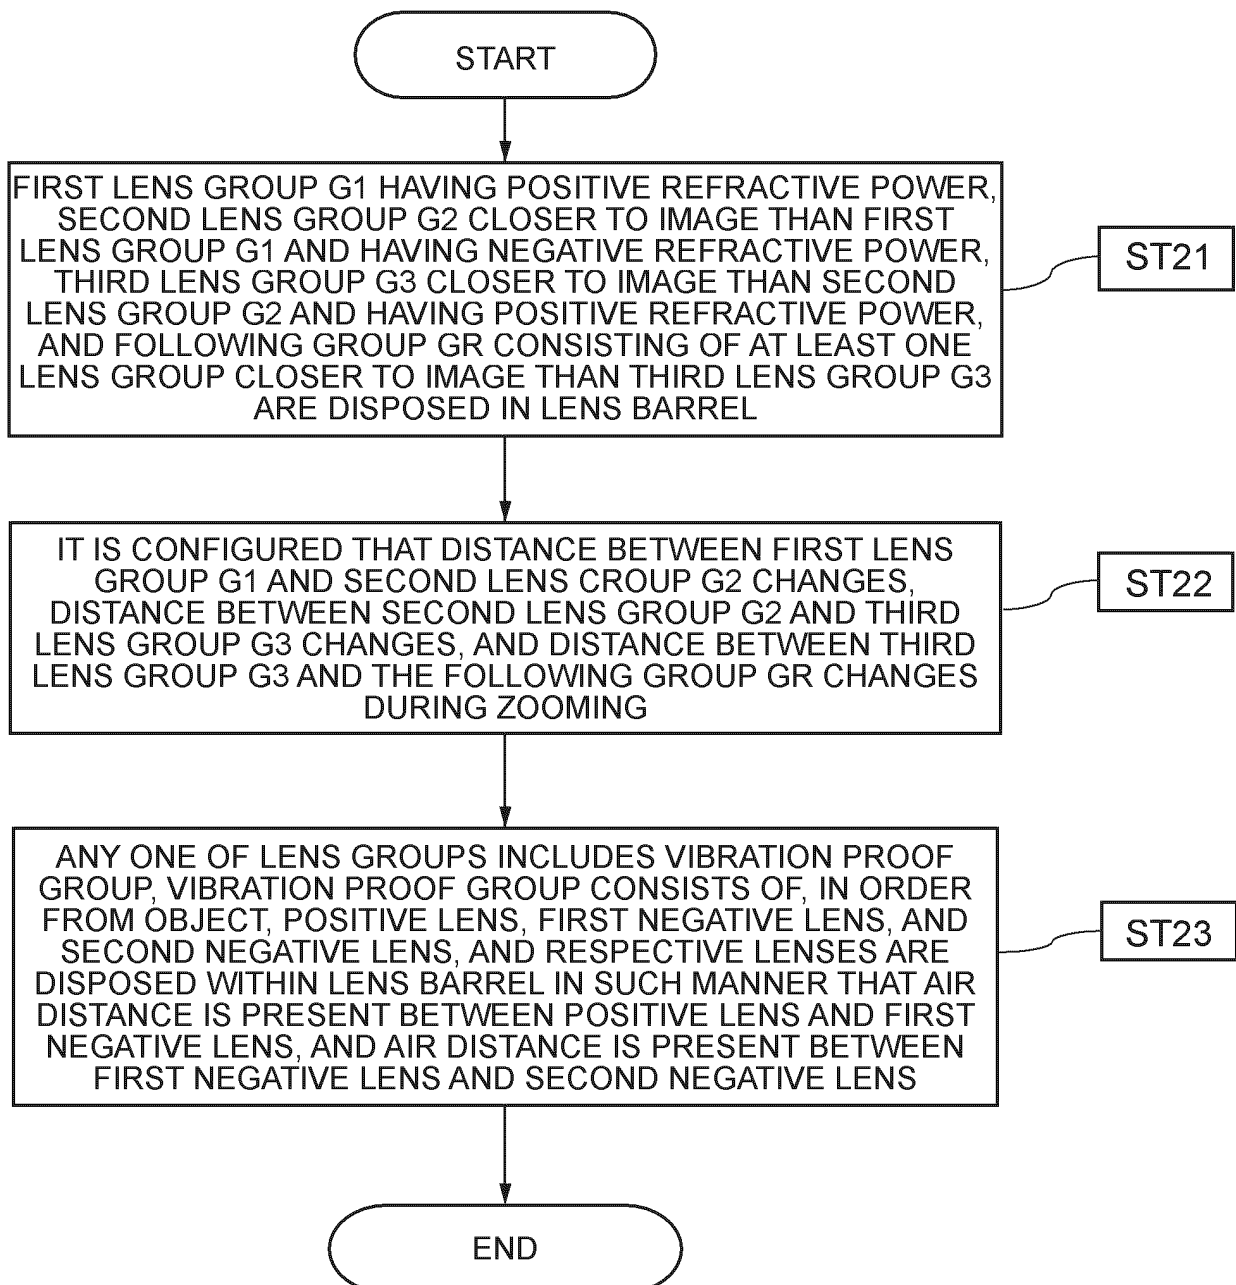 START
FIRST LENS GROUP G1 HAVING POSITIVE REFRACTIVE POWER,
SECOND LENS GROUP G2 CLOSER TO IMAGE THAN FIRST
LENS GROUP G1 AND HAVING NEGATIVE REFRACTIVE POWER,
THIRD LENS GROUP G3 CLOSER TO IMAGE THAN SECOND
LENS GROUP G2 AND HAVING POSITIVE REFRACTIVE POWER,
AND FOLLOWING GROUP GR CONSISTING OF AT LEAST ONE
LENS GROUP CLOSER TO IMAGE THAN THIRD LENS GROUP G3
ARE DISPOSED IN LENS BARREL
ST21
IT IS CONFIGURED THAT DISTANCE BETWEEN FIRST LENS
GROUP G1 AND SECOND LENS CROUP G2 CHANGES,
DISTANCE BETWEEN SECOND LENS GROUP G2 AND THIRD
LENS GROUP G3 CHANGES, AND DISTANCE BETWEEN THIRD
LENS GROUP G3 AND THE FOLLOWING GROUP GR CHANGES
DURING ZOOMING
ST22
ANY ONE OF LENS GROUPS INCLUDES VIBRATION PROOF
GROUP, VIBRATION PROOF GROUP CONSISTS OF, IN ORDER
FROM OBJECT, POSITIVE LENS, FIRST NEGATIVE LENS, AND
SECOND NEGATIVE LENS, AND RESPECTIVE LENSES ARE
DISPOSED WITHIN LENS BARREL IN SUCH MANNER THAT AIR
DISTANCE IS PRESENT BETWEEN POSITIVE LENS AND FIRST
NEGATIVE LENS, AND AIR DISTANCE IS PRESENT BETWEEN
FIRST NEGATIVE LENS AND SECOND NEGATIVE LENS
ST23
END